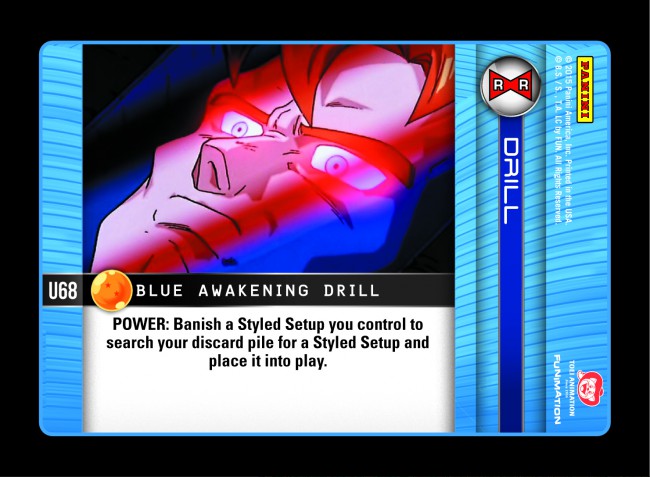 U68
BLUE AWAKENING DRILL
POWER: Banish a Styled Setup you control to
search your discard pile for a Styled Setup and
place it into play.
R R
DRILL
PANINI
© 2015 Panini America, Inc. Printed in the USA.
© B.S. / S., T.A. LC by FUN. All Rights Reserved.
TOEI ANIMATION
FUNIMATION